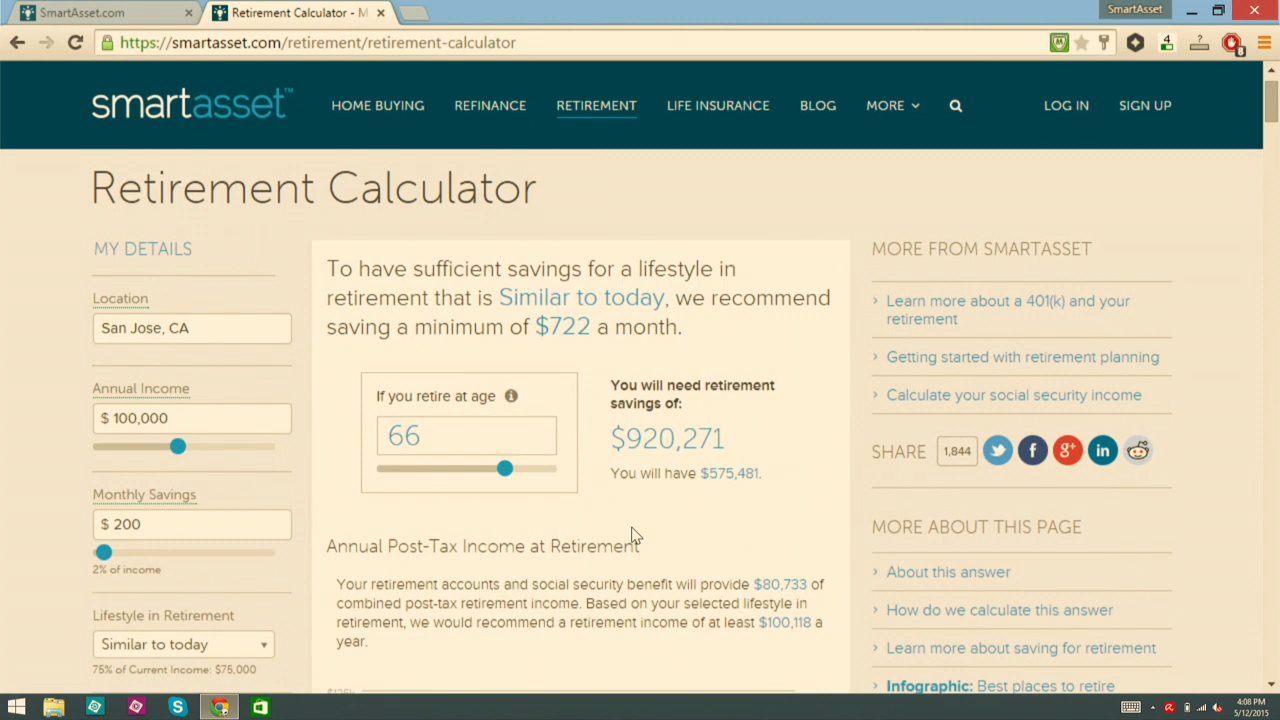 SmartAsset.com
Retirement Calculator - M
SmartAsset
https://smartasset.com/retirement/retirement-calculator
4
?
8
smartasset™
HOME BUYING
REFINANCE
RETIREMENT
LIFE INSURANCE
BLOG
MORE
LOG IN
SIGN UP
Retirement Calculator
MY DETAILS
Location
San Jose, CA
Annual Income
$ 100,000
Monthly Savings
$ 200
2% of income
Lifestyle in Retirement
Similar to today
75% of Current Income: $75,000
To have sufficient savings for a lifestyle in
retirement that is Similar to today, we recommend
saving a minimum of $722 a month.
If you retire at age
66
You will need retirement
savings of:
$920,271
You will have $575,481.
Annual Post-Tax Income at Retirement
Your retirement accounts and social security benefit will provide $80,733 of
combined post-tax retirement income. Based on your selected lifestyle in
retirement, we would recommend a retirement income of at least $100,118 a
year.
MORE FROM SMARTASSET
Learn more about a 401(k) and your
retirement
Getting started with retirement planning
Calculate your social security income
SHARE
1,844
MORE ABOUT THIS PAGE
About this answer
How do we calculate this answer
Learn more about saving for retirement
Infographic: Best places to retire
4:08 PM
5/12/2015